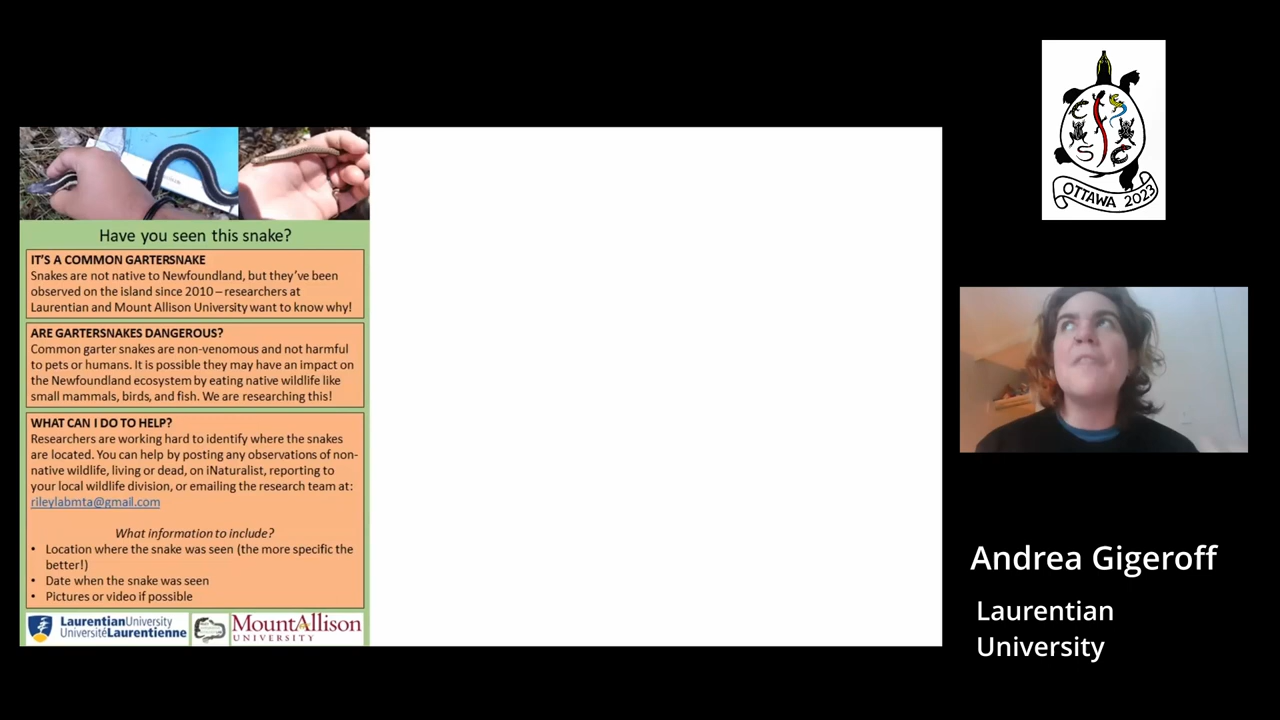 Have you seen this snake?
IT'S A COMMON GARTERSNAKE
Snakes are not native to Newfoundland, but they've been
observed on the island since 2010 – researchers at
Laurentian and Mount Allison University want to know why!
ARE GARTERSNAKES DANGEROUS?
Common garter snakes are non-venomous and not harmful
to pets or humans. It is possible they may have an impact on
the Newfoundland ecosystem by eating native wildlife like
small mammals, birds, and fish. We are researching this!
WHAT CAN I DO TO HELP?
Researchers are working hard to identify where the snakes
are located. You can help by posting any observations of non-
native wildlife, living or dead, on iNaturalist, reporting to
your local wildlife division, or emailing the research team at:
rileylabmta@gmail.com
What information to include?
• Location where the snake was seen (the more specific the
better!)
• Date when the snake was seen
• Pictures or video if possible
LaurentianUniversity
UniversitéLaurentienne
MountAllison
UNIVERSITY
C
S C
OTTAWA 2023
Andrea Gigeroff
Laurentian
University